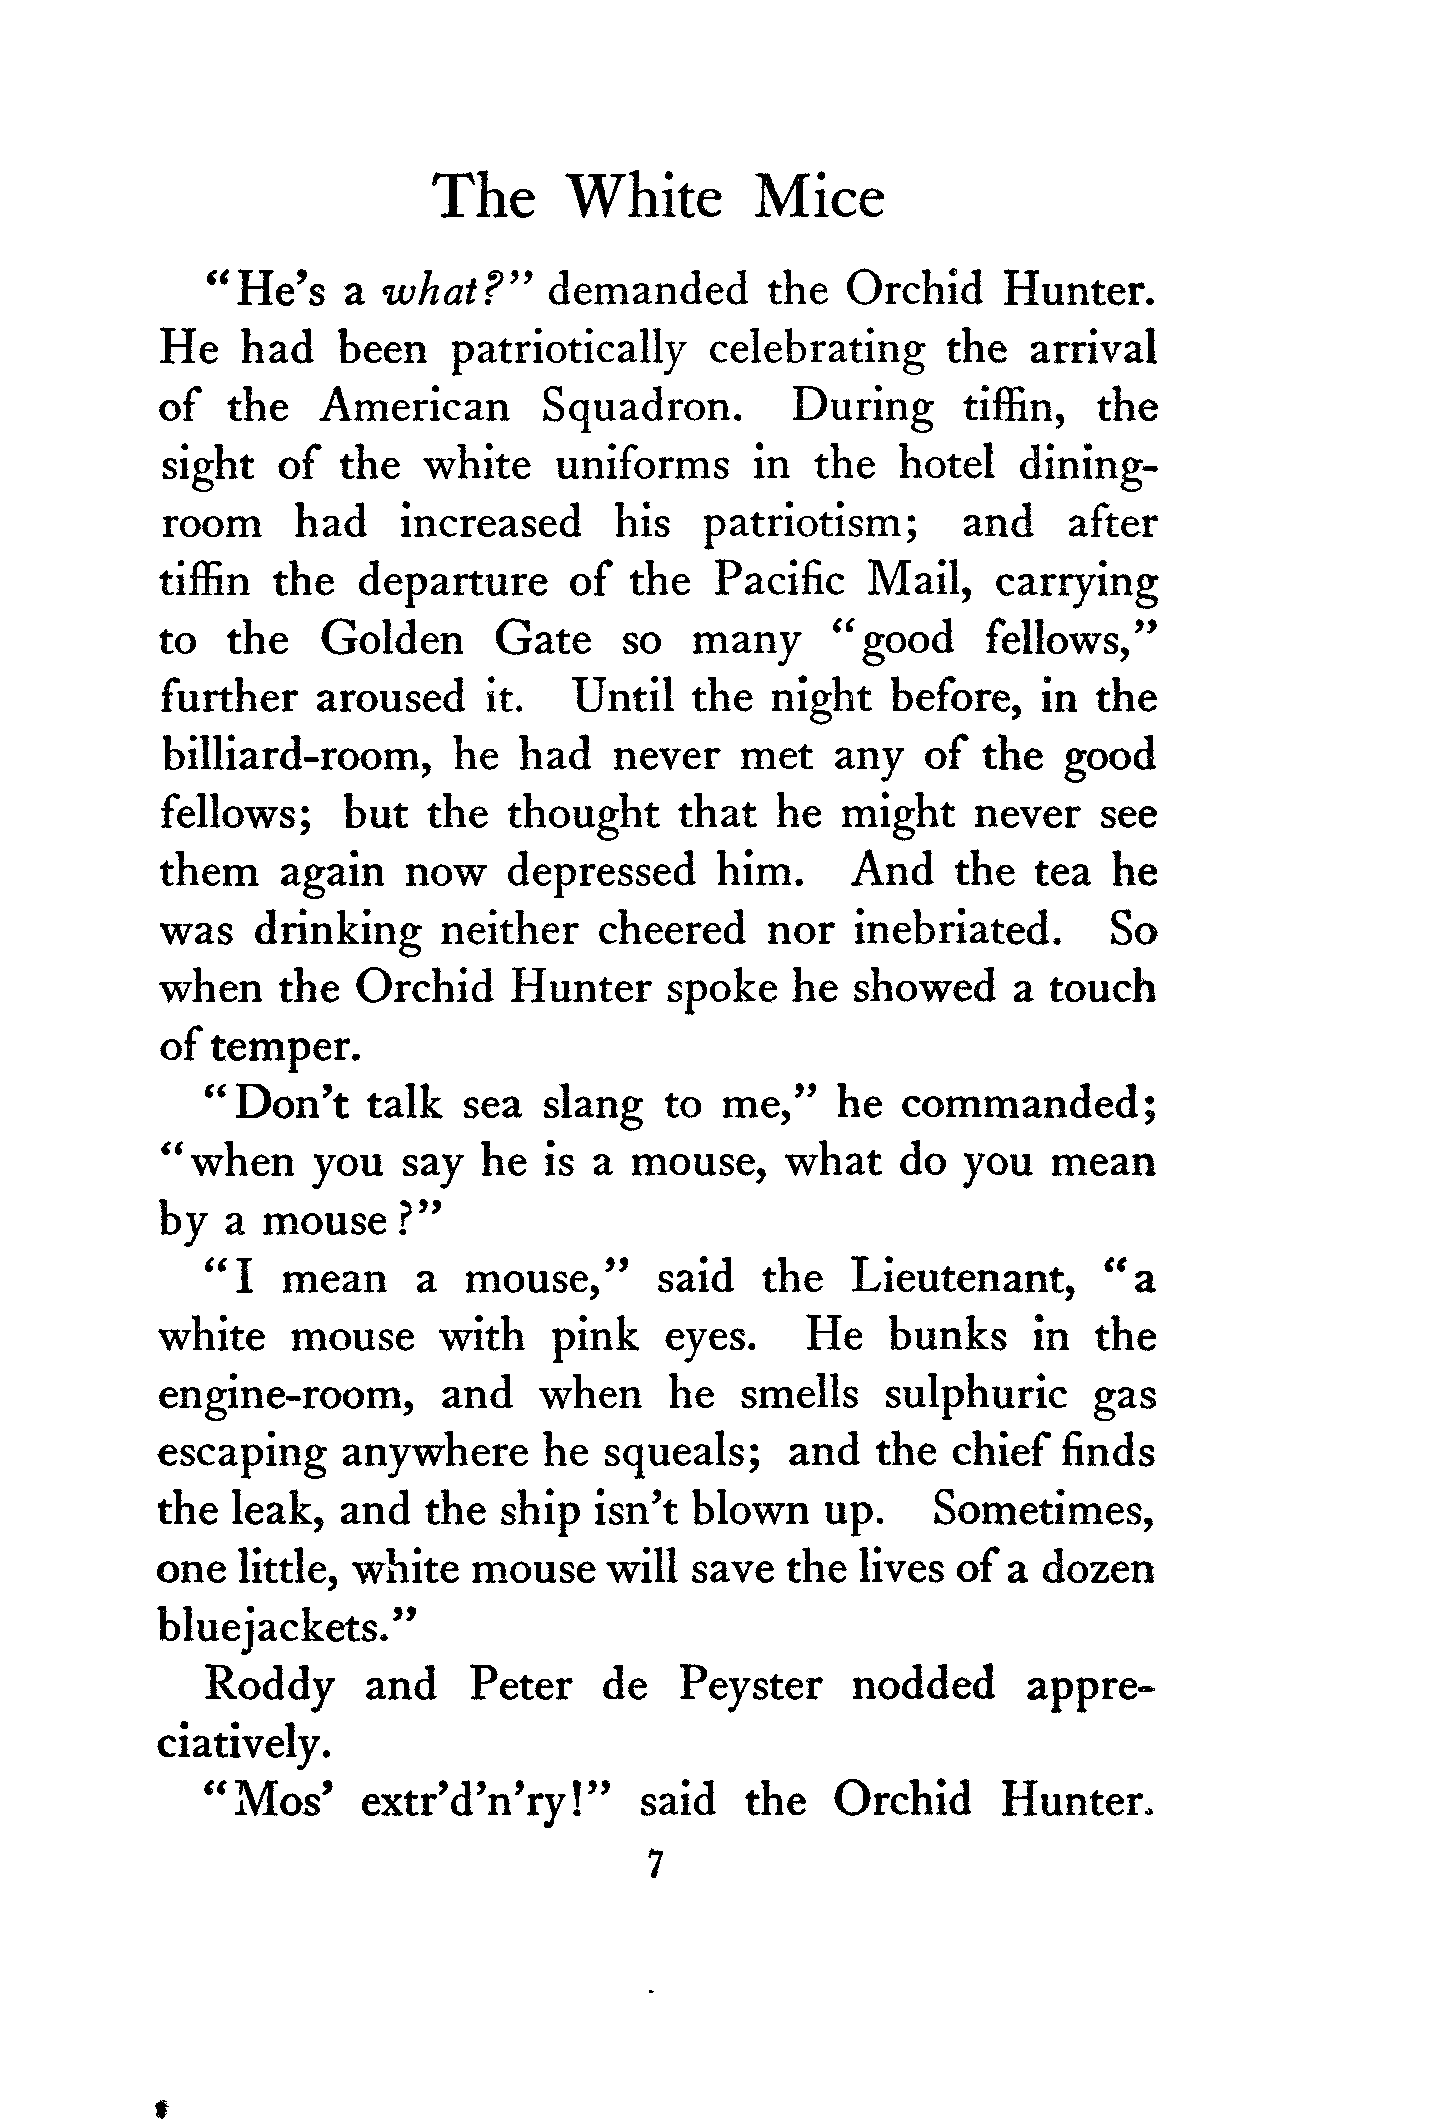 The White Mice
"He's a what?" demanded the Orchid Hunter.
He had been patriotically celebrating the arrival
of the American Squadron. During tiffin, the
sight of the white uniforms in the hotel dining-
room had increased his patriotism; and after
tiffin the departure of the Pacific Mail, carrying
to the Golden Gate so many "good fellows,"
further aroused it. Until the night before, in the
billiard-room, he had never met any of the good
fellows; but the thought that he might never see
them again now depressed him. And the tea he
was drinking neither cheered nor inebriated. So
when the Orchid Hunter spoke he showed a touch
of temper.
"Don't talk sea slang to me," he commanded;
"when you say he is a mouse, what do you mean
by a mouse?"
"I mean a mouse," said the Lieutenant, "a
white mouse with pink eyes. He bunks in the
engine-room, and when he smells sulphuric gas
escaping anywhere he squeals; and the chief finds
the leak, and the ship isn't blown up. Sometimes,
one little, white mouse will save the lives of a dozen
bluejackets."
Roddy and Peter de Peyster nodded appre-
ciatively.
"Mos' extr'd'n'ry!" said the Orchid Hunter.
7